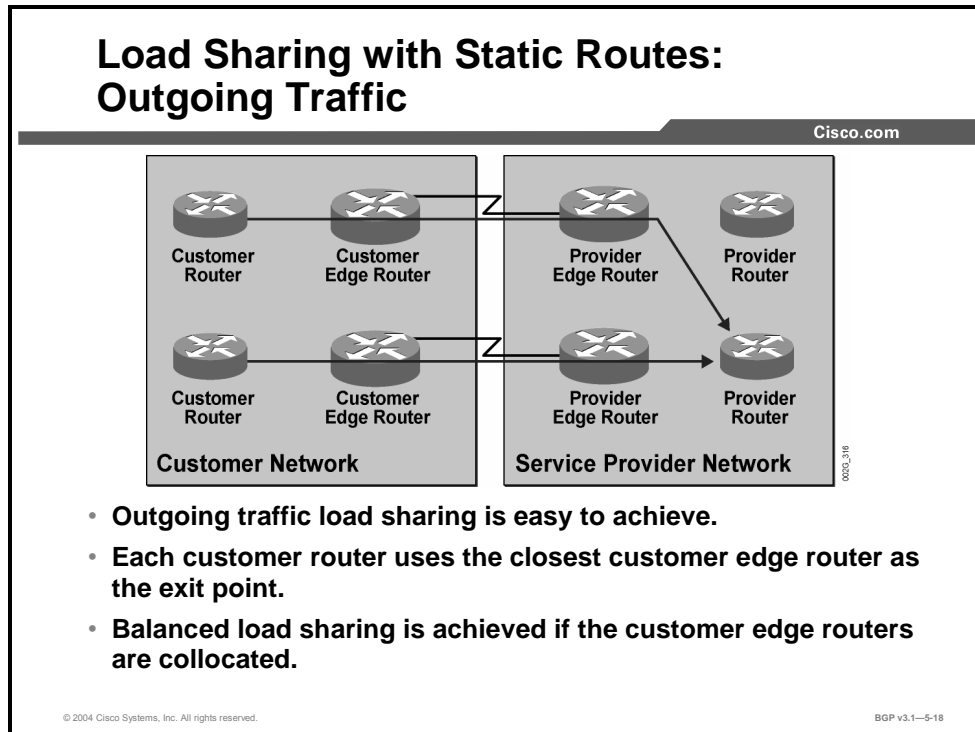 Load Sharing with Static Routes:
Outgoing Traffic
Cisco.com
Customer
Router
Customer
Edge Router
Provider
Edge Router
Provider
Router
Customer
Router
Customer
Edge Router
Provider
Edge Router
Provider
Router
Customer Network
Service Provider Network
002G_316
• Outgoing traffic load sharing is easy to achieve.
• Each customer router uses the closest customer edge router as
the exit point.
• Balanced load sharing is achieved if the customer edge routers
are collocated.
© 2004 Cisco Systems, Inc. All rights reserved.
BGP v3.1—5-18